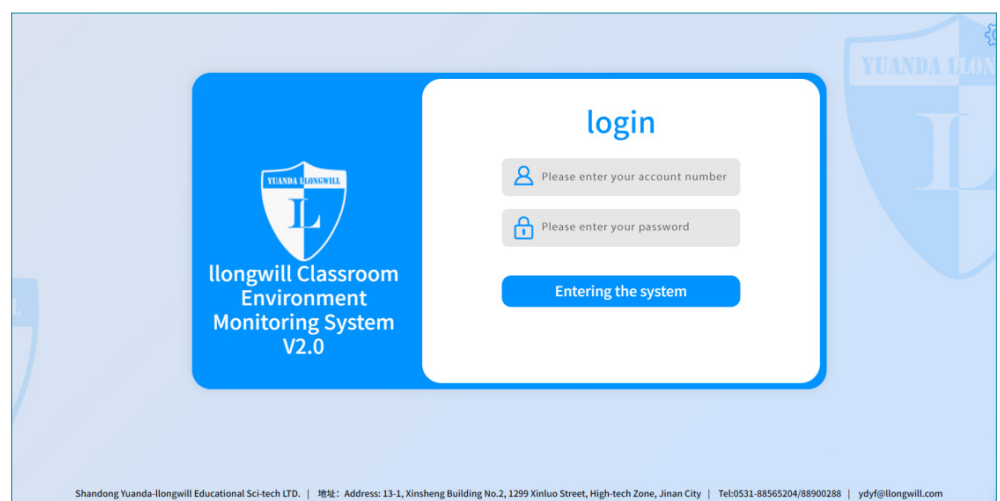 YUANDA LLON
L
login
Please enter your account number
Please enter your password
Entering the system
YUANDA LLONGWILL
L
llongwill Classroom
Environment
Monitoring System
V2.0
L
Shandong Yuanda-llongwill Educational Sci-tech LTD. | 地址：Address: 13-1, Xinsheng Building No.2, 1299 Xinluo Street, High-tech Zone, Jinan City | Tel:0531-88565204/88900288 | ydyf@llongwill.com